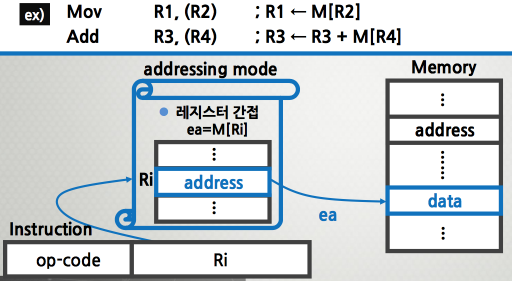 ex) Mov R1, (R2) ; R1 ← M[R2]
Add R3, (R4) ; R3 ← R3 + M[R4]
addressing mode
Memory
레지스터 간접
ea=M[Ri]
⋮
⋮
address
⋮
Ri
address
data
ea
⋮
⋮
Instruction
op-code
Ri